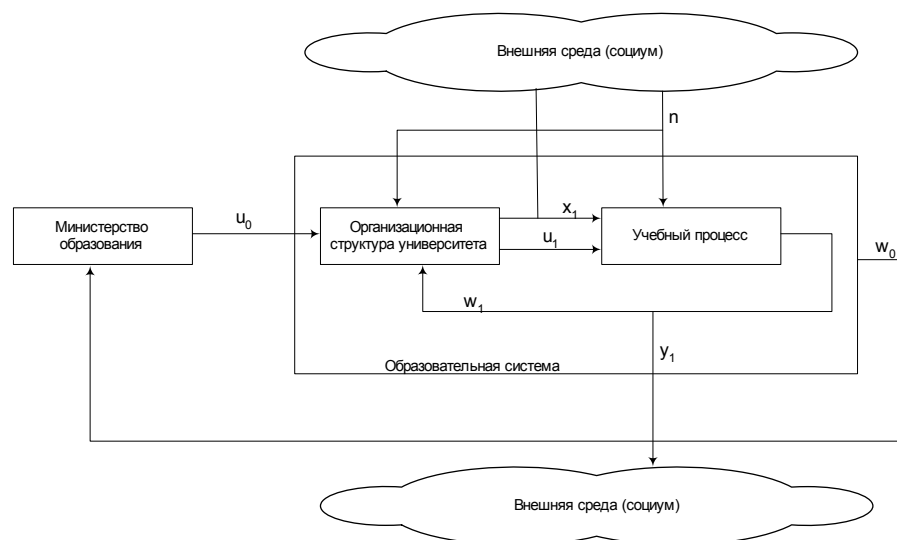 Внешняя среда (социум)
n
Министерство
образования
u0
Организационная
структура университета
x1
u1
Учебный процесс
w0
w1
y1
Образовательная система
Внешняя среда (социум)